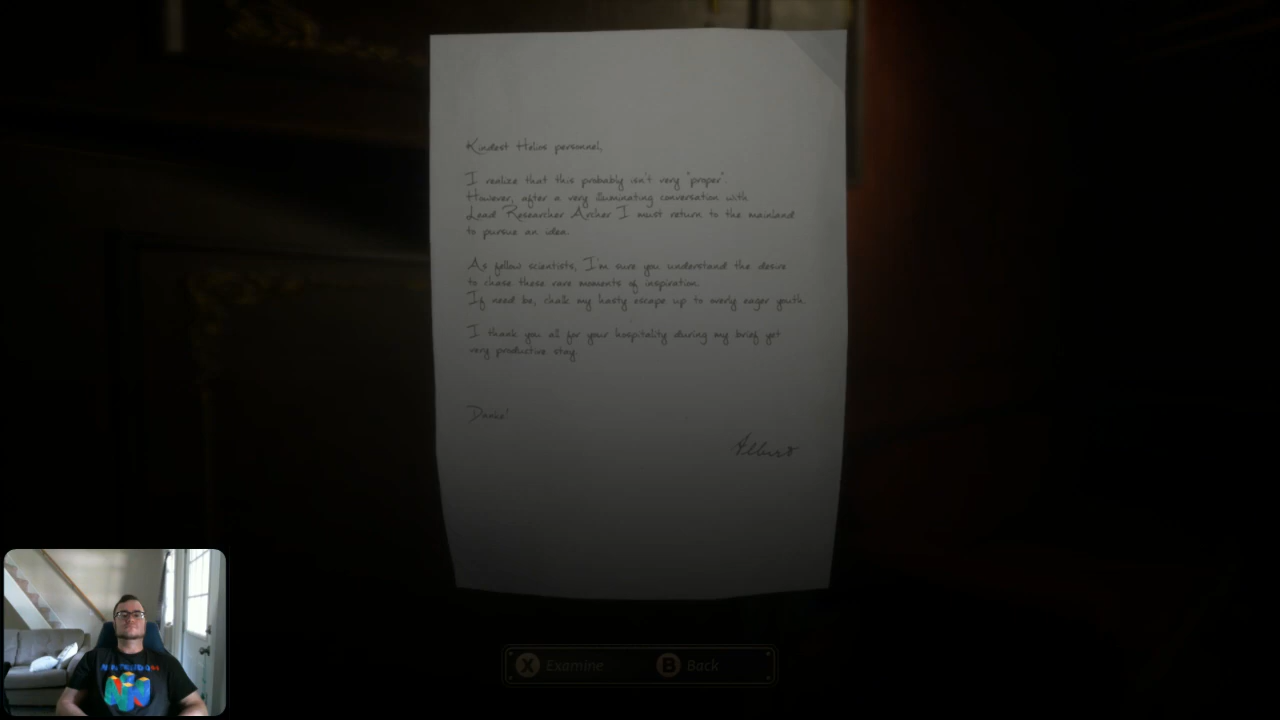 Kindest Helios personnel,
I realize that this probably isn't very "proper".
However, after a very illuminating conversation with
Lead Researcher Archer I must return to the mainland
to pursue an idea.
As fellow scientists, I'm sure you understand the desire
to chase these rare moments of inspiration.
If need be, chalk my hasty escape up to overly eager youth.
I thank you all for your hospitality during my brief yet
very productive stay.
Danke!
Albert
X Examine
B Back